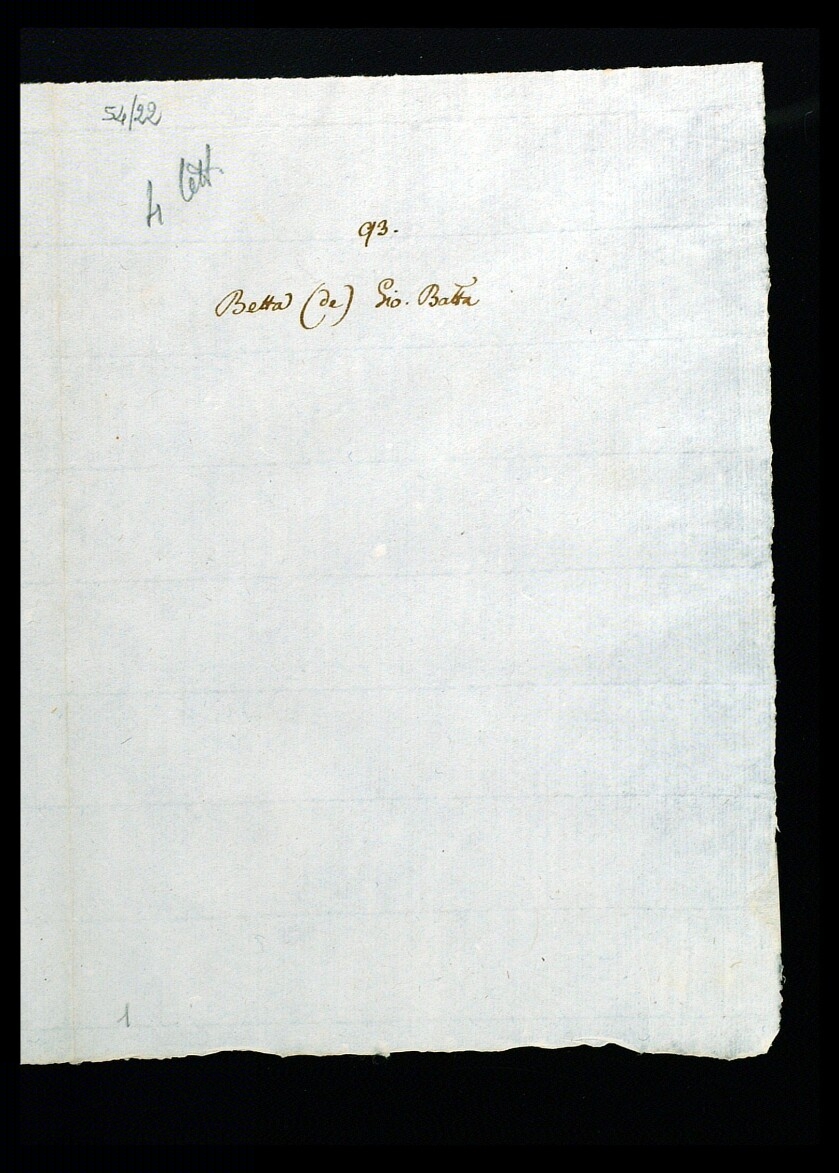 54/22
4 lett.
93.
Betta (de) Gio. Batta
1